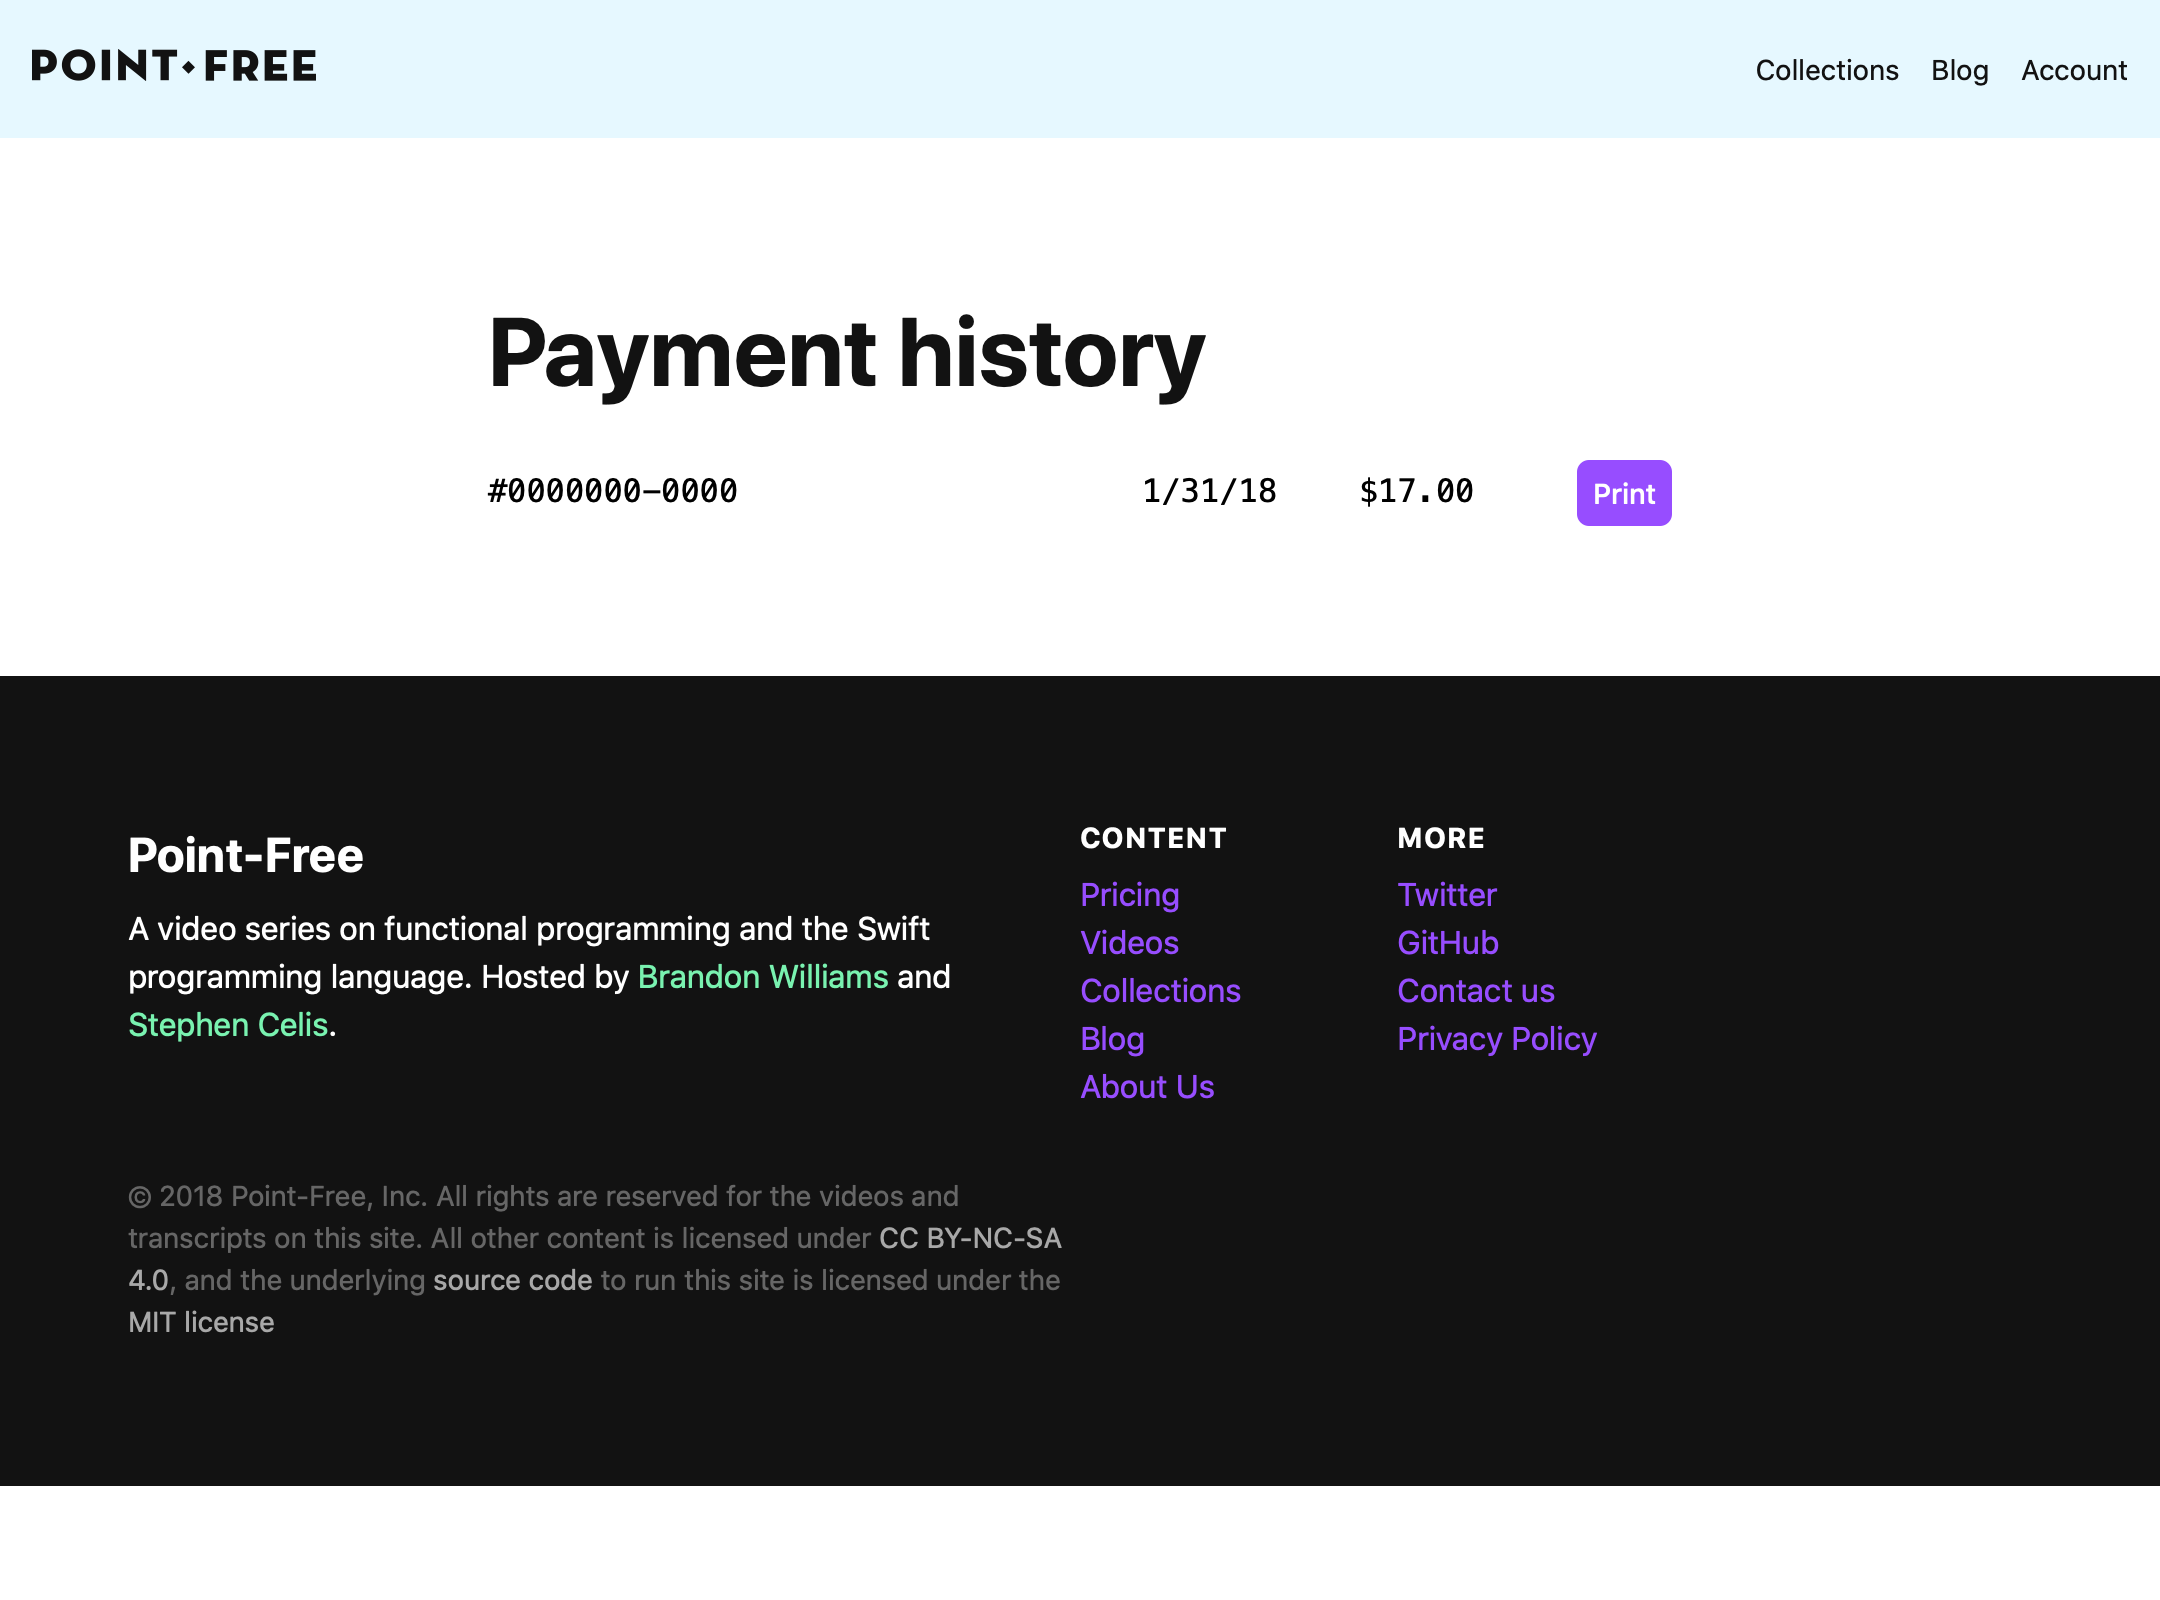 POINT◆FREE
Collections Blog Account
Payment history
#0000000-0000 1/31/18 $17.00 Print
Point-Free
A video series on functional programming and the Swift
programming language. Hosted by Brandon Williams and
Stephen Celis.
CONTENT
Pricing
Videos
Collections
Blog
About Us
MORE
Twitter
GitHub
Contact us
Privacy Policy
© 2018 Point-Free, Inc. All rights are reserved for the videos and
transcripts on this site. All other content is licensed under CC BY-NC-SA
4.0, and the underlying source code to run this site is licensed under the
MIT license